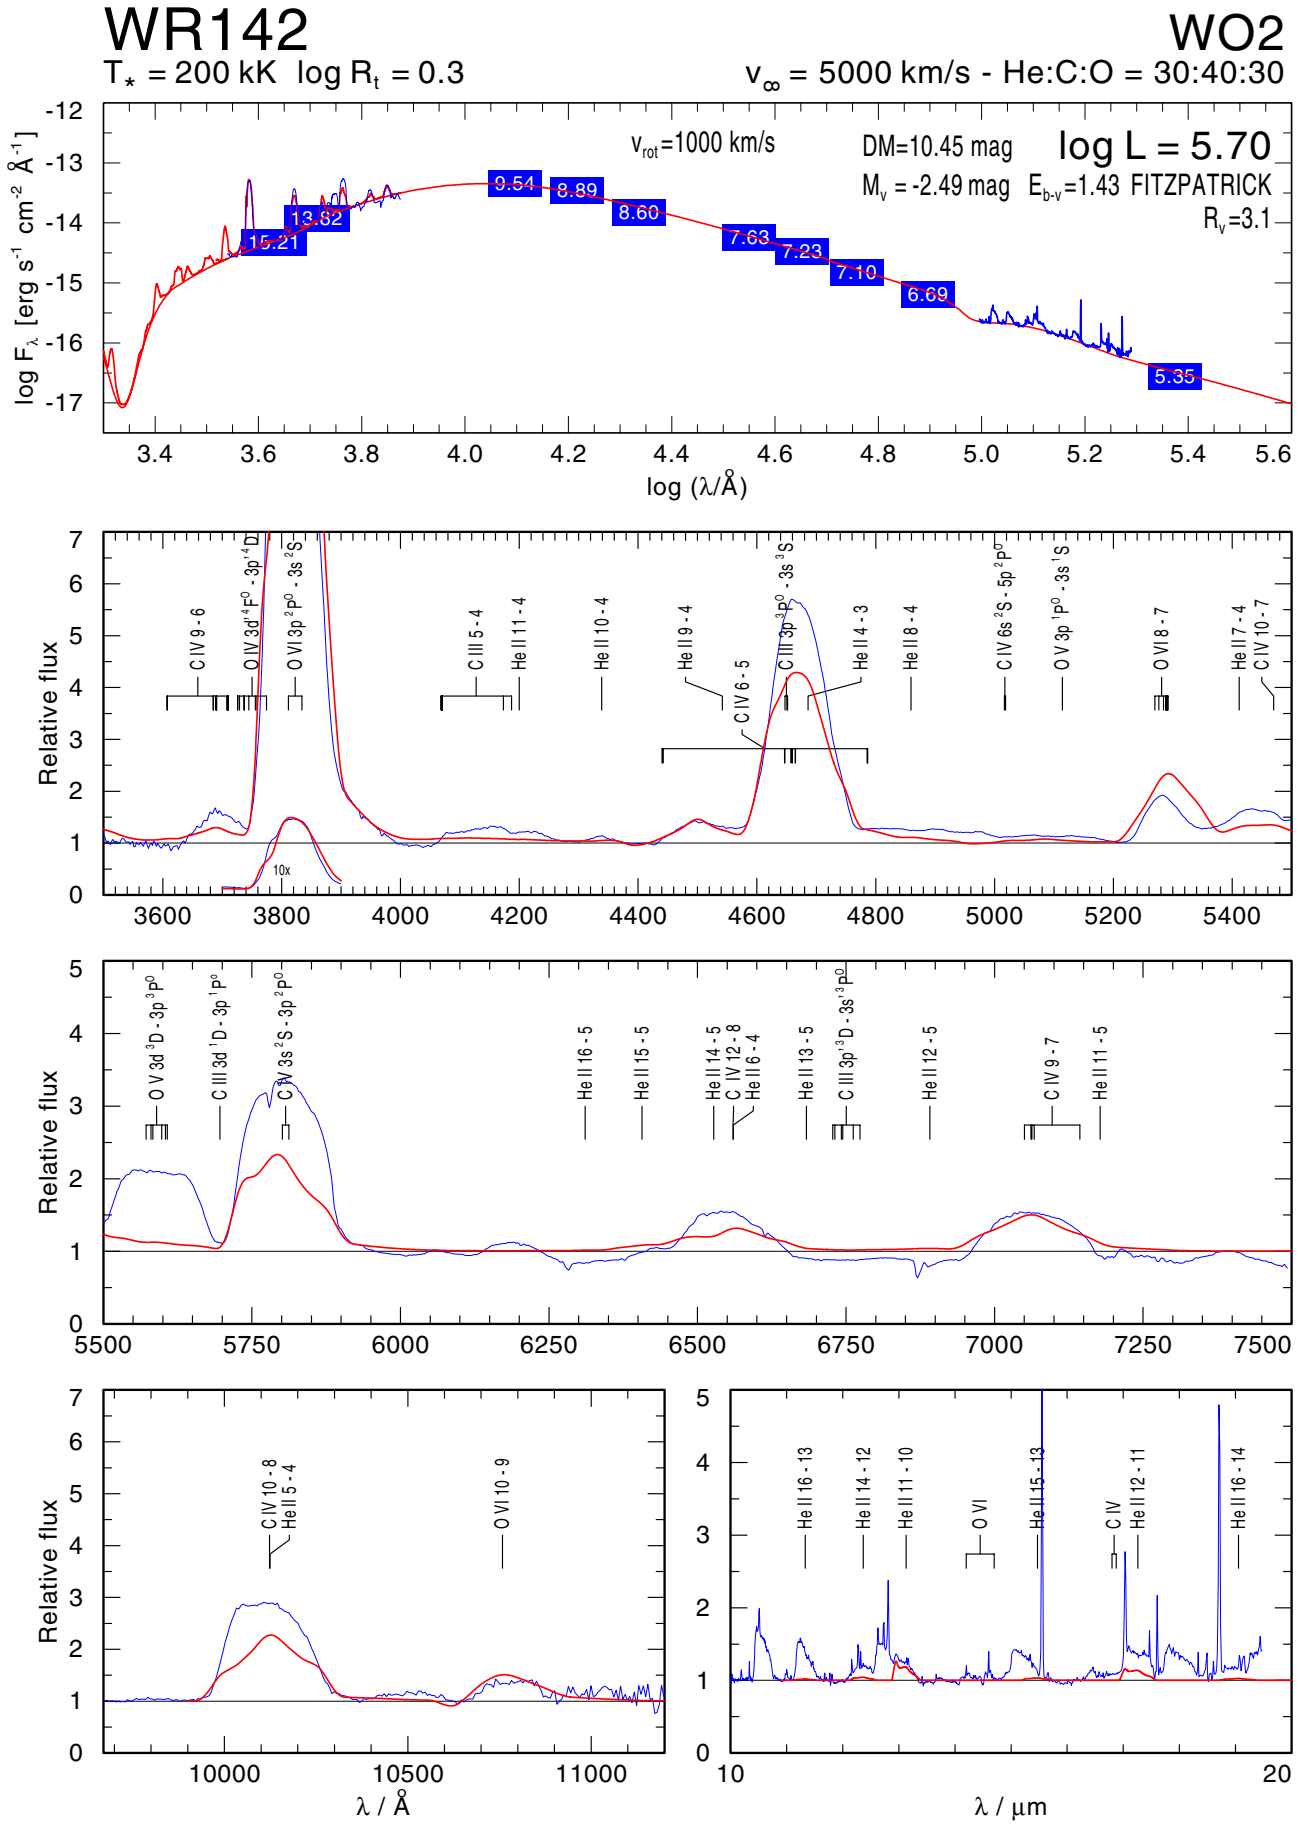 WR142 WO2
T* = 200 kK log Rt = 0.3 v∞ = 5000 km/s - He:C:O = 30:40:30
log Fλ [erg s-1 cm-2 Å-1]
-12
-13
-14
-15
-16
-17
vrot=1000 km/s DM=10.45 mag log L = 5.70
Mv = -2.49 mag Eb-v=1.43 FITZPATRICK
Rv=3.1
15.21 13.82 9.54 8.89 8.60 7.63 7.23 7.10 6.69 5.35
3.4 3.6 3.8 4.0 4.2 4.4 4.6 4.8 5.0 5.2 5.4 5.6
log (λ/Å)
Relative flux
7
6
5
4
3
2
1
0
C IV 9 - 6
O IV 3d' 4F0 - 3p' 4D
O VI 3p 2P0 - 3s 2S
C III 5 - 4
He II 11 - 4
He II 10 - 4
He II 9 - 4
C IV 6 - 5
C III 3p 3P0 - 3s 3S
He II 4 - 3
He II 8 - 4
C IV 6s 2S - 5p 2P0
O V 3p 1P0 - 3s 1S
O VI 8 - 7
He II 7 - 4
C IV 10 - 7
10x
3600 3800 4000 4200 4400 4600 4800 5000 5200 5400
Relative flux
5
4
3
2
1
0
O V 3d 3D - 3p 3P0
C III 3d 1D - 3p 1P0
C IV 3s 2S - 3p 2P0
He II 16 - 5
He II 15 - 5
He II 14 - 5
C IV 12 - 8
He II 6 - 4
He II 13 - 5
C III 3p' 3D - 3s' 3P0
He II 12 - 5
C IV 9 - 7
He II 11 - 5
5500 5750 6000 6250 6500 6750 7000 7250 7500
Relative flux
7
6
5
4
3
2
1
0
C IV 10 - 8
He II 5 - 4
O VI 10 - 9
10000 10500 11000
λ / Å
5
4
3
2
1
0
He II 16 - 13
He II 14 - 12
He II 11 - 10
O VI
He II 15 - 13
C IV
He II 12 - 11
He II 16 - 14
10 20
λ / μm